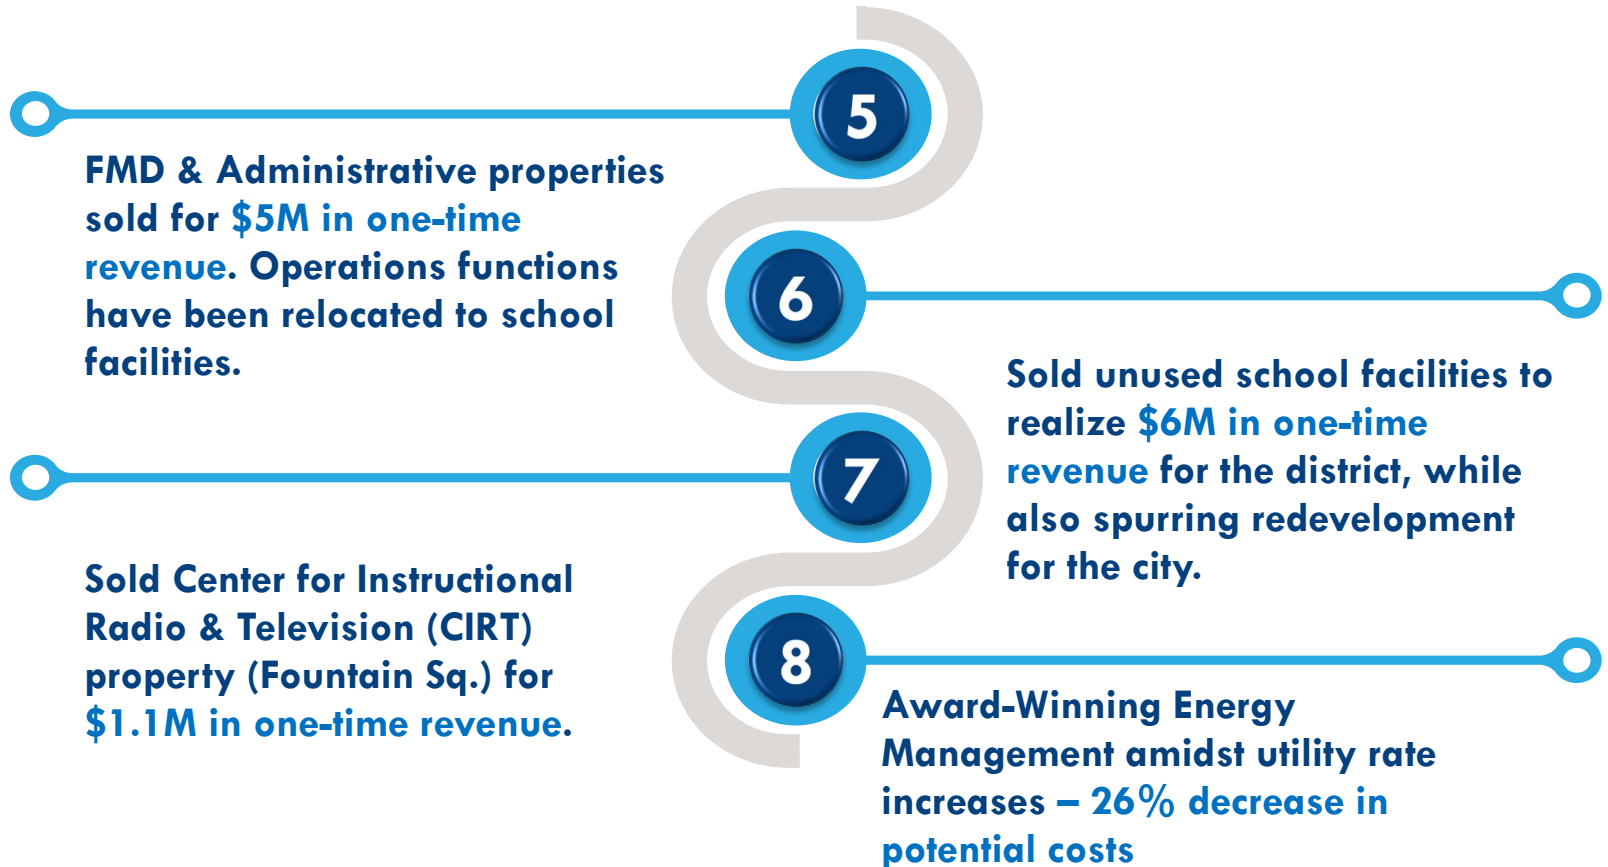 5
FMD & Administrative properties
sold for $5M in one-time
revenue. Operations functions
have been relocated to school
facilities.
6
Sold unused school facilities to
realize $6M in one-time
revenue for the district, while
also spurring redevelopment
for the city.
7
Sold Center for Instructional
Radio & Television (CIRT)
property (Fountain Sq.) for
$1.1M in one-time revenue.
8
Award-Winning Energy
Management amidst utility rate
increases – 26% decrease in
potential costs